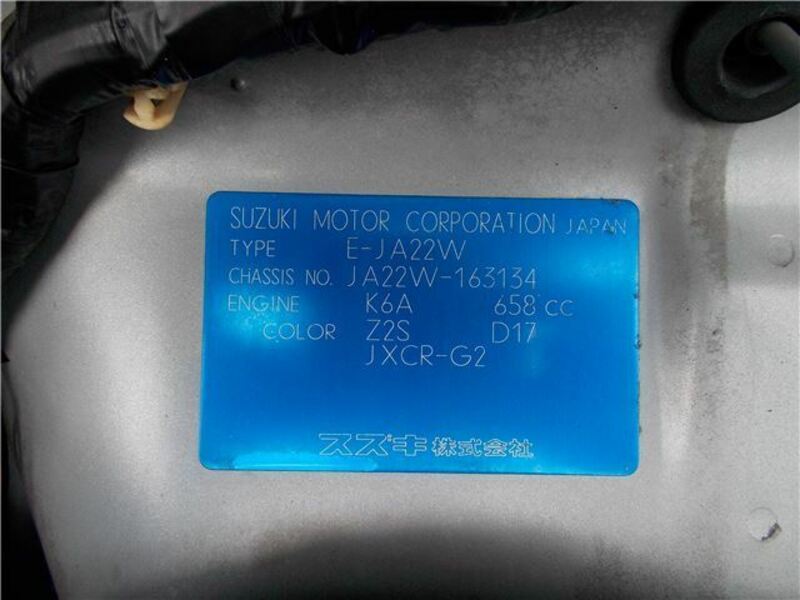 SUZUKI MOTOR CORPORATION JAPAN
TYPE E-JA22W
CHASSIS NO. JA22W-163134
ENGINE K6A 658 cc
COLOR Z2S D17
JXCR-G2
スズキ株式会社